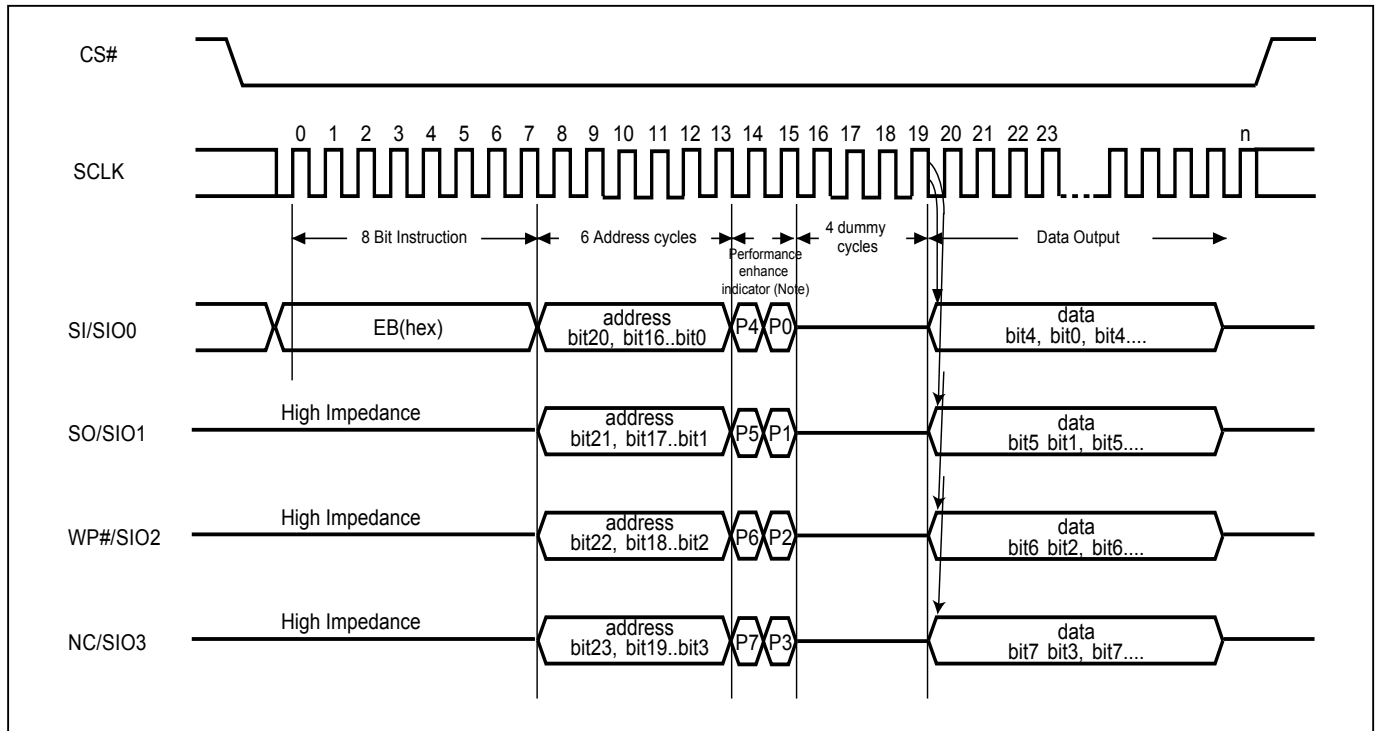 CS#
0 1 2 3 4 5 6 7 8 9 10 11 12 13 14 15 16 17 18 19 20 21 22 23 n
SCLK
8 Bit Instruction
6 Address cycles
Performance
enhance
indicator (Note)
4 dummy
cycles
Data Output
SI/SIO0
EB(hex)
address
bit20, bit16..bit0
P4 P0
data
bit4, bit0, bit4....
SO/SIO1
High Impedance
address
bit21, bit17..bit1
P5 P1
data
bit5 bit1, bit5....
WP#/SIO2
High Impedance
address
bit22, bit18..bit2
P6 P2
data
bit6 bit2, bit6....
NC/SIO3
High Impedance
address
bit23, bit19..bit3
P7 P3
data
bit7 bit3, bit7....